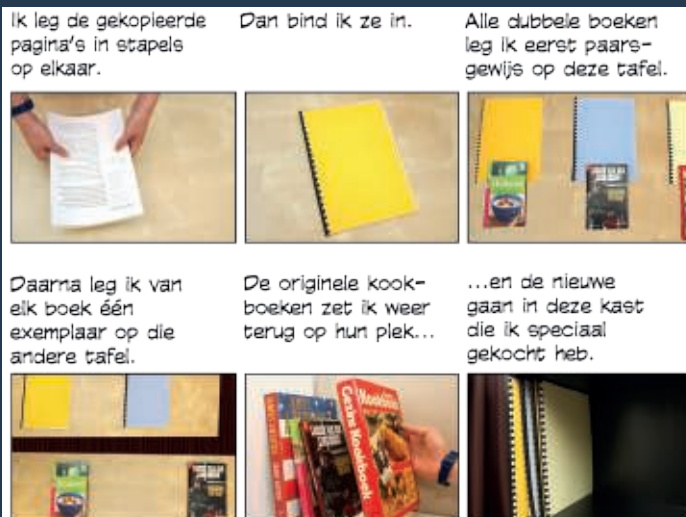 Ik leg de gekopieerde
pagina's in stapels
op elkaar.
Dan bind ik ze in.
Alle dubbele boeken
leg ik eerst paars-
gewijs op deze tafel.
Daarna leg ik van
elk boek één
exemplaar op die
andere tafel.
De originele kook-
boeken zet ik weer
terug op hun plek...
...en de nieuwe
gaan in deze kast
die ik speciaal
gekocht heb.
Kookboek
Gezins Kookboek